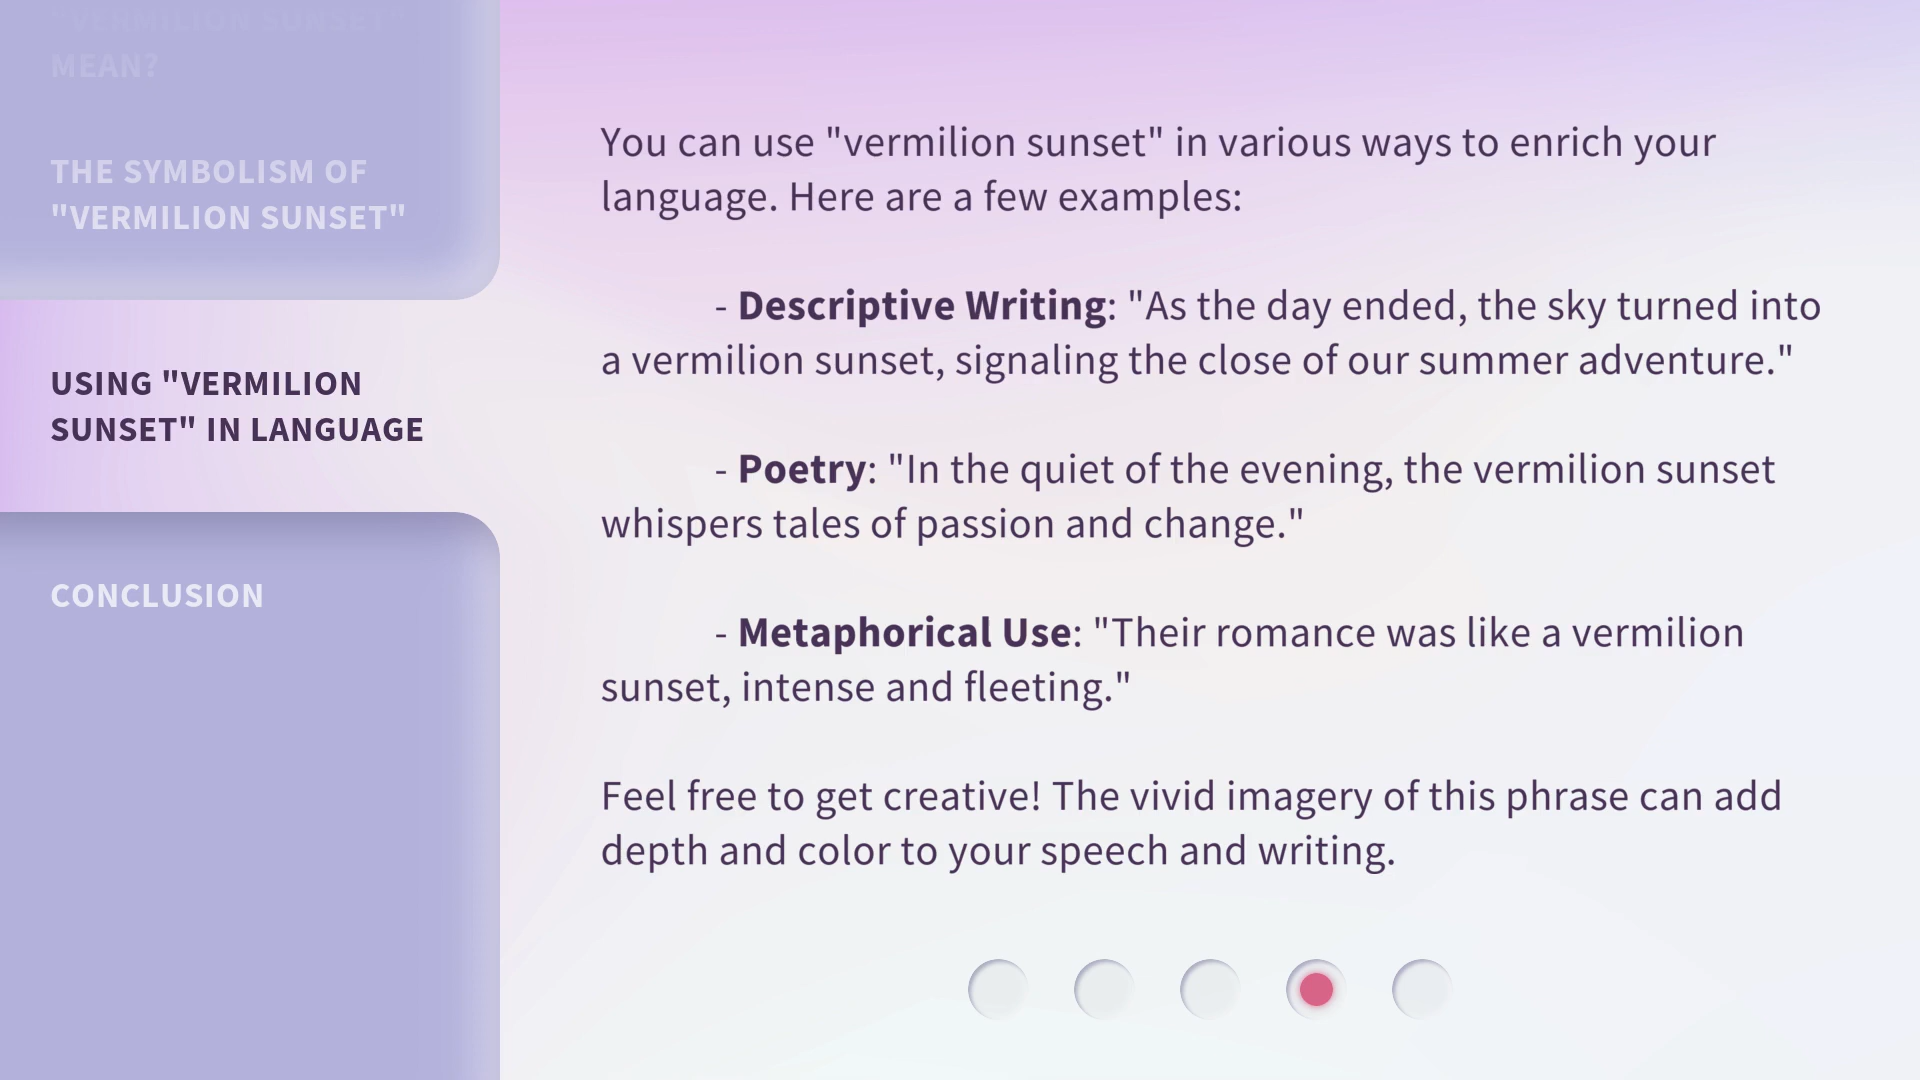 "VERMILION SUNSET"
MEAN?
THE SYMBOLISM OF
"VERMILION SUNSET"
USING "VERMILION
SUNSET" IN LANGUAGE
CONCLUSION
You can use "vermilion sunset" in various ways to enrich your
language. Here are a few examples:
- Descriptive Writing: "As the day ended, the sky turned into
a vermilion sunset, signaling the close of our summer adventure."
- Poetry: "In the quiet of the evening, the vermilion sunset
whispers tales of passion and change."
- Metaphorical Use: "Their romance was like a vermilion
sunset, intense and fleeting."
Feel free to get creative! The vivid imagery of this phrase can add
depth and color to your speech and writing.